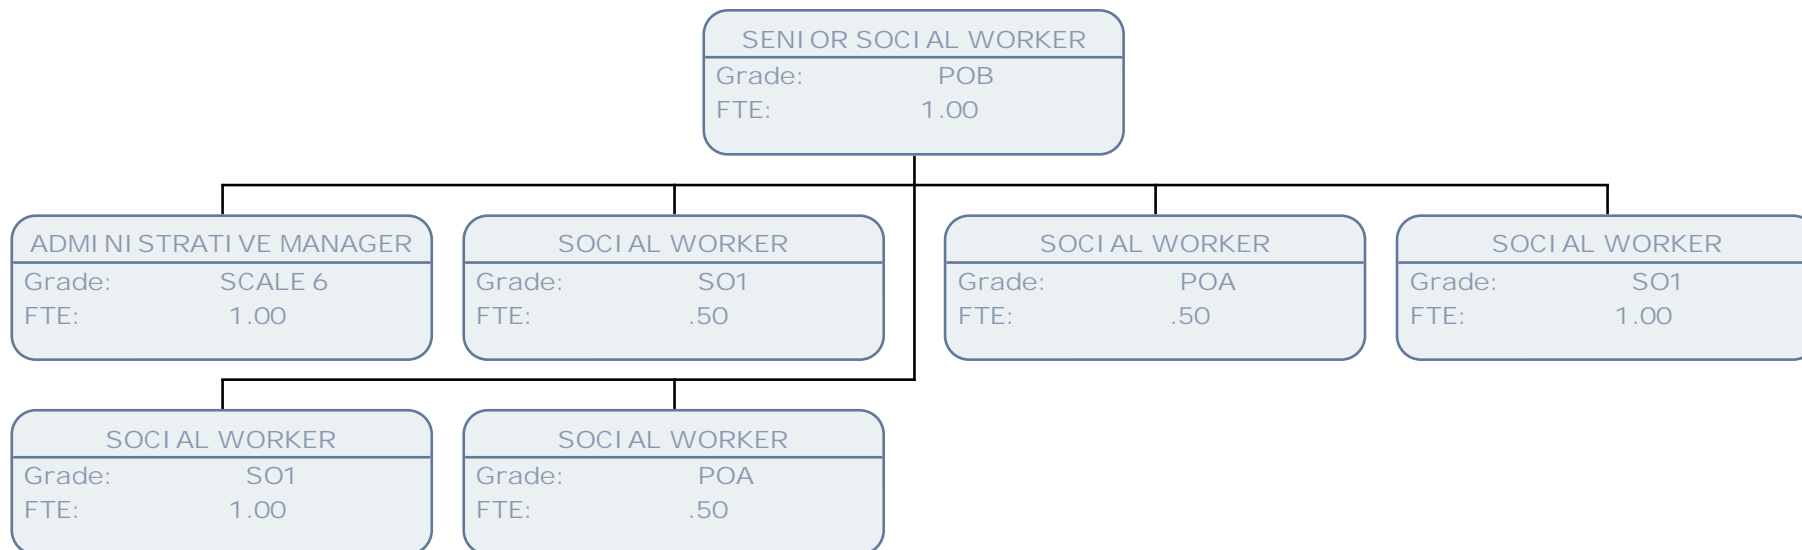 SENIOR SOCIAL WORKER
Grade: POB
FTE: 1.00
ADMINISTRATIVE MANAGER
Grade: SCALE 6
FTE: 1.00
SOCIAL WORKER
Grade: SO1
FTE: .50
SOCIAL WORKER
Grade: POA
FTE: .50
SOCIAL WORKER
Grade: SO1
FTE: 1.00
SOCIAL WORKER
Grade: SO1
FTE: 1.00
SOCIAL WORKER
Grade: POA
FTE: .50